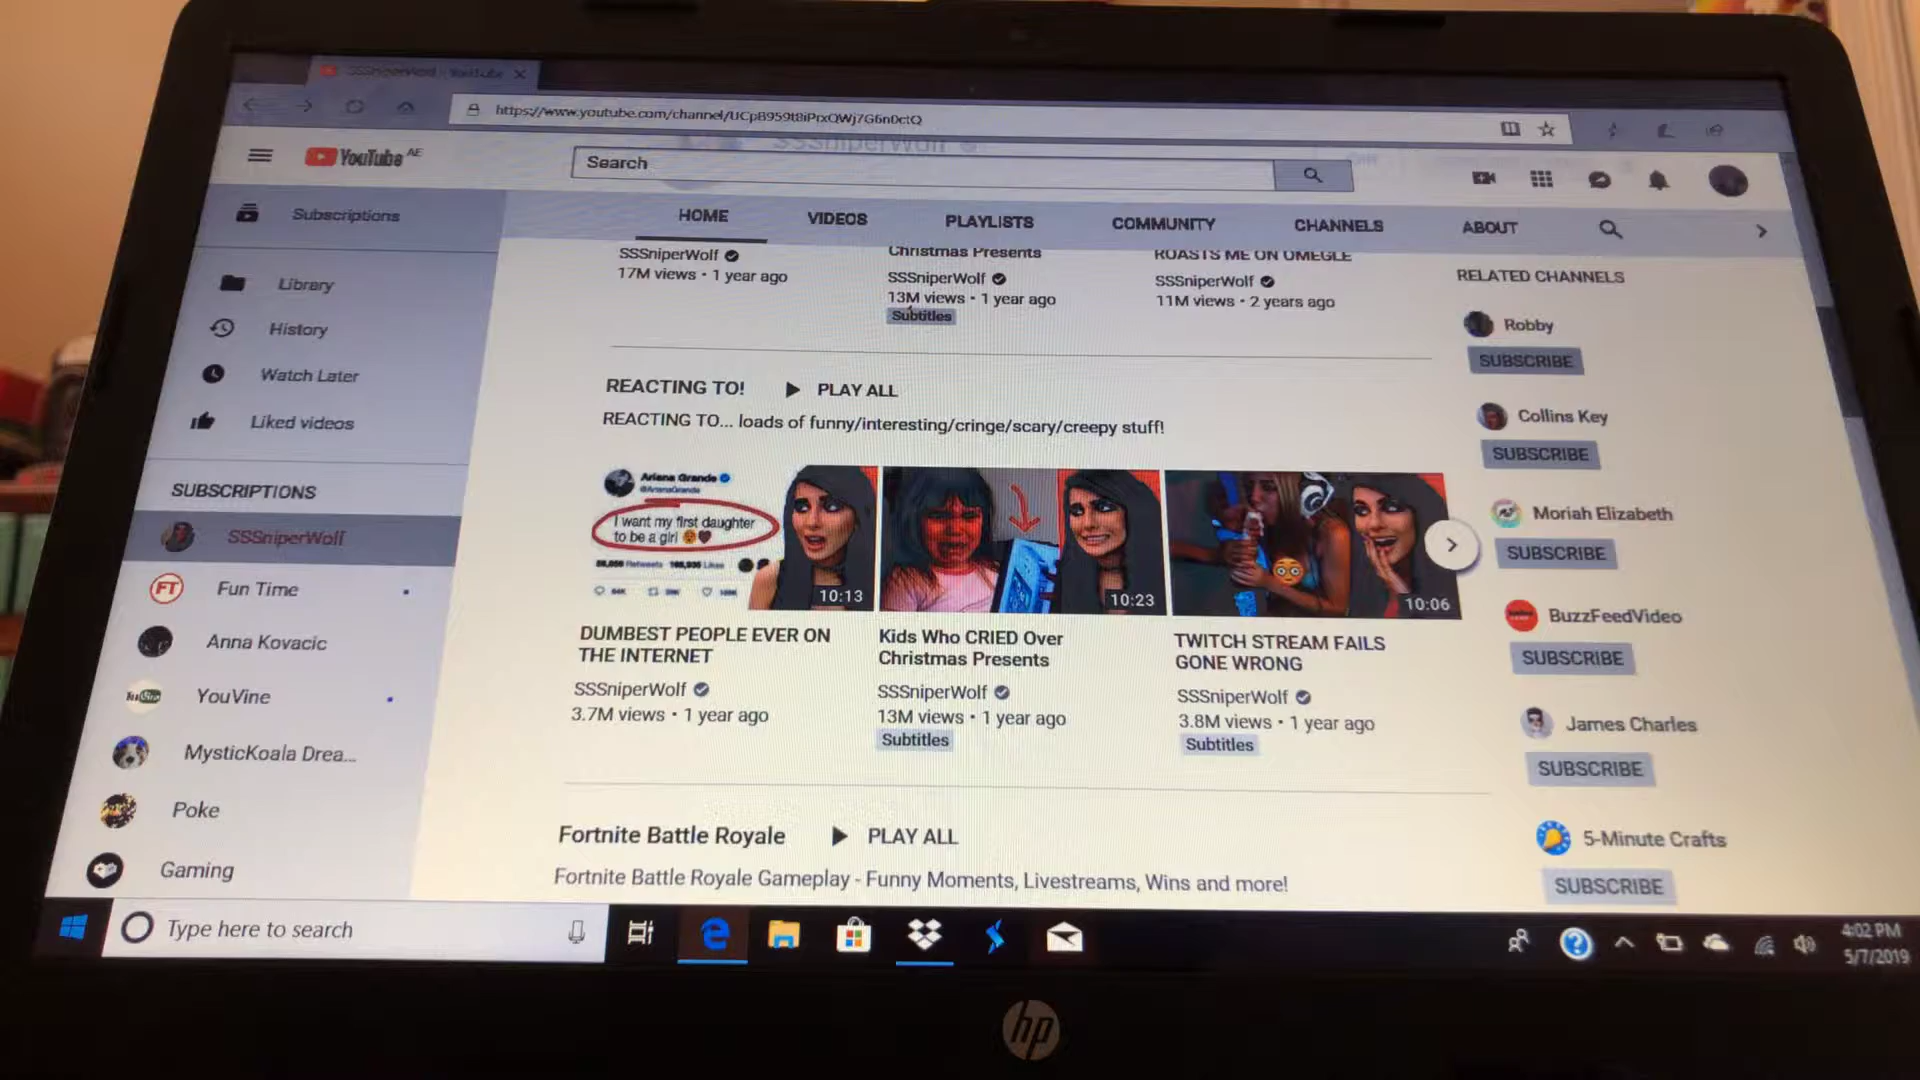 SSSniperWolf - YouTube
https://www.youtube.com/channel/UCpB959t8iPrxQWj7G6n0ctQ
SSSniperWolf
YouTube AE
Search
Subscriptions
HOME VIDEOS PLAYLISTS COMMUNITY CHANNELS ABOUT
Library
History
Watch Later
Liked videos
SUBSCRIPTIONS
SSSniperWolf
Fun Time
Anna Kovacic
YouVine
MysticKoala Drea...
Poke
Gaming
SSSniperWolf
17M views • 1 year ago
Christmas Presents
SSSniperWolf
13M views • 1 year ago
Subtitles
ROASTS ME ON OMEGLE
SSSniperWolf
11M views • 2 years ago
REACTING TO! PLAY ALL
REACTING TO... loads of funny/interesting/cringe/scary/creepy stuff!
Ariana Grande
@ArianaGrande
I want my first daughter
to be a girl
Retweets Likes
10:13
10:23
10:06
DUMBEST PEOPLE EVER ON
THE INTERNET
SSSniperWolf
3.7M views • 1 year ago
Kids Who CRIED Over
Christmas Presents
SSSniperWolf
13M views • 1 year ago
Subtitles
TWITCH STREAM FAILS
GONE WRONG
SSSniperWolf
3.8M views • 1 year ago
Subtitles
Fortnite Battle Royale PLAY ALL
Fortnite Battle Royale Gameplay - Funny Moments, Livestreams, Wins and more!
RELATED CHANNELS
Robby
SUBSCRIBE
Collins Key
SUBSCRIBE
Moriah Elizabeth
SUBSCRIBE
BuzzFeedVideo
SUBSCRIBE
James Charles
SUBSCRIBE
5-Minute Crafts
SUBSCRIBE
Type here to search
4:02 PM
5/7/2019
hp